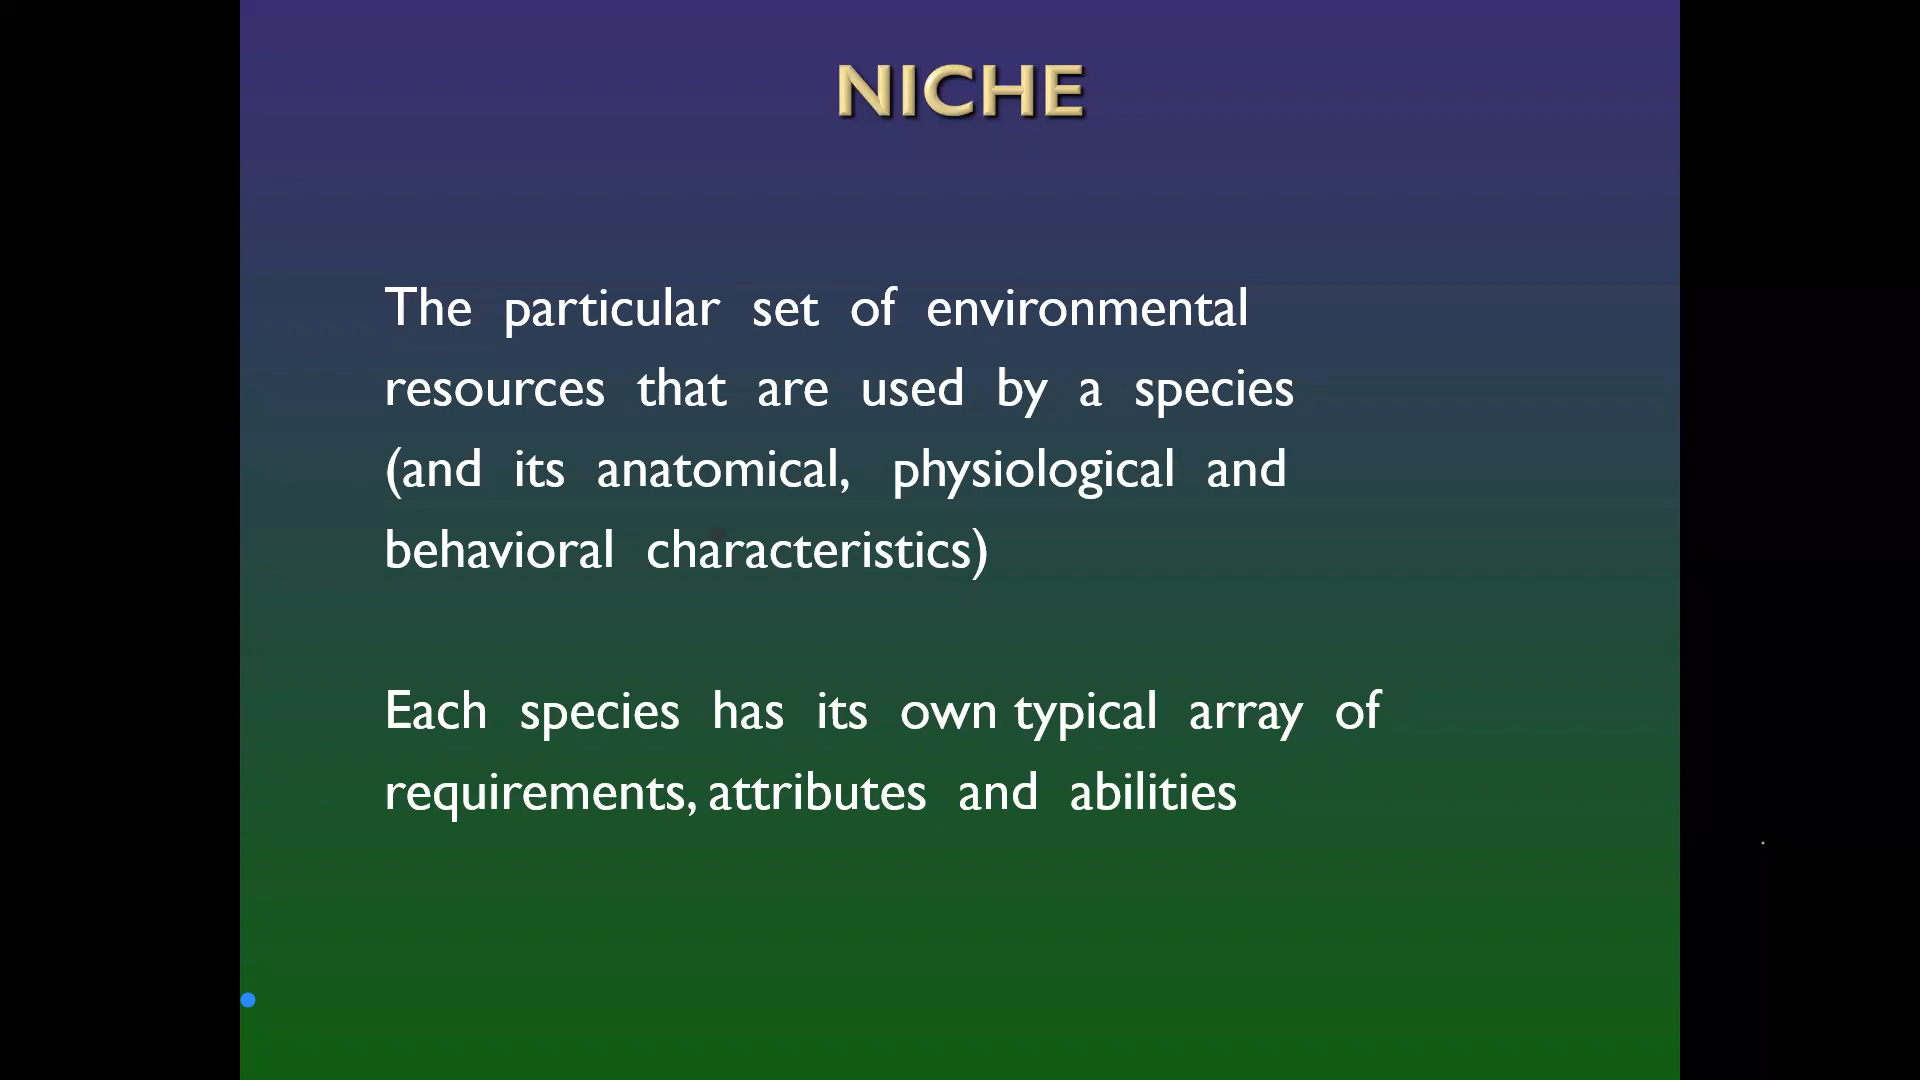 NICHE
The particular set of environmental
resources that are used by a species
(and its anatomical, physiological and
behavioral characteristics)
Each species has its own typical array of
requirements, attributes and abilities